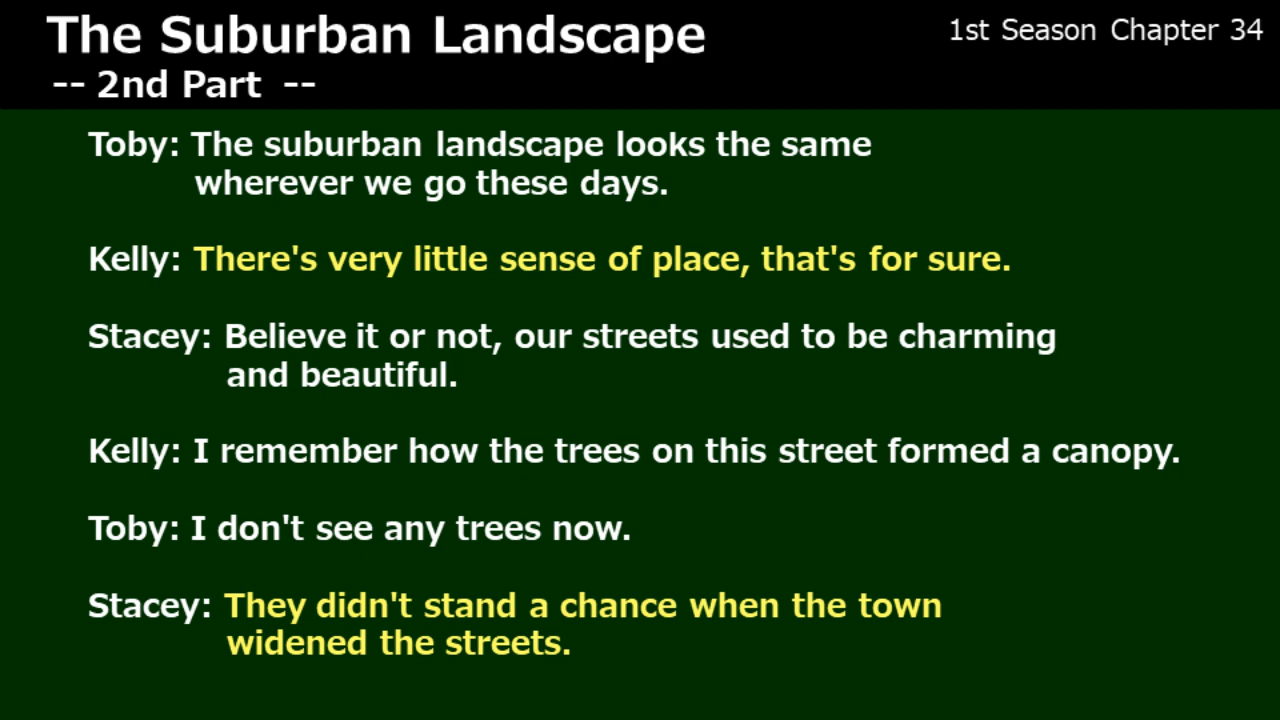 The Suburban Landscape
1st Season Chapter 34
-- 2nd Part --
Toby: The suburban landscape looks the same
wherever we go these days.
Kelly: There's very little sense of place, that's for sure.
Stacey: Believe it or not, our streets used to be charming
and beautiful.
Kelly: I remember how the trees on this street formed a canopy.
Toby: I don't see any trees now.
Stacey: They didn't stand a chance when the town
widened the streets.